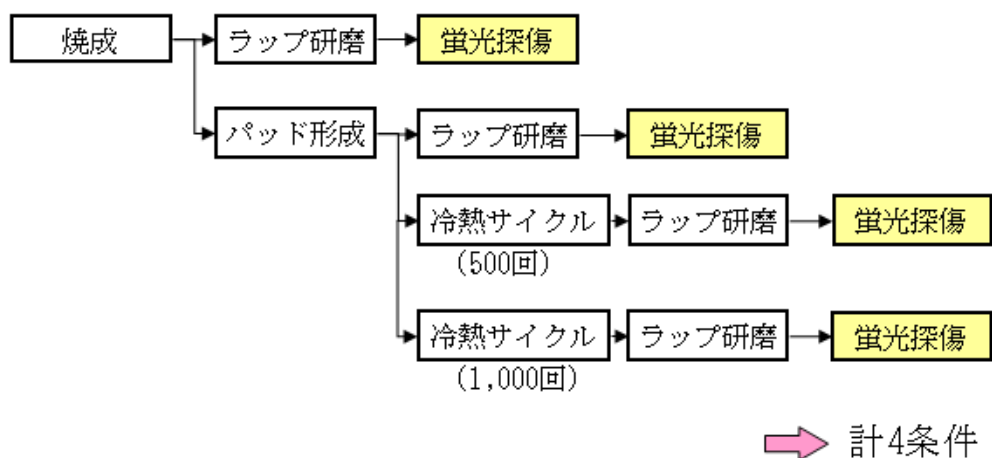 焼成
ラップ研磨
蛍光探傷
パッド形成
ラップ研磨
蛍光探傷
冷熱サイクル
ラップ研磨
蛍光探傷
(500回)
冷熱サイクル
ラップ研磨
蛍光探傷
(1,000回)
計4条件